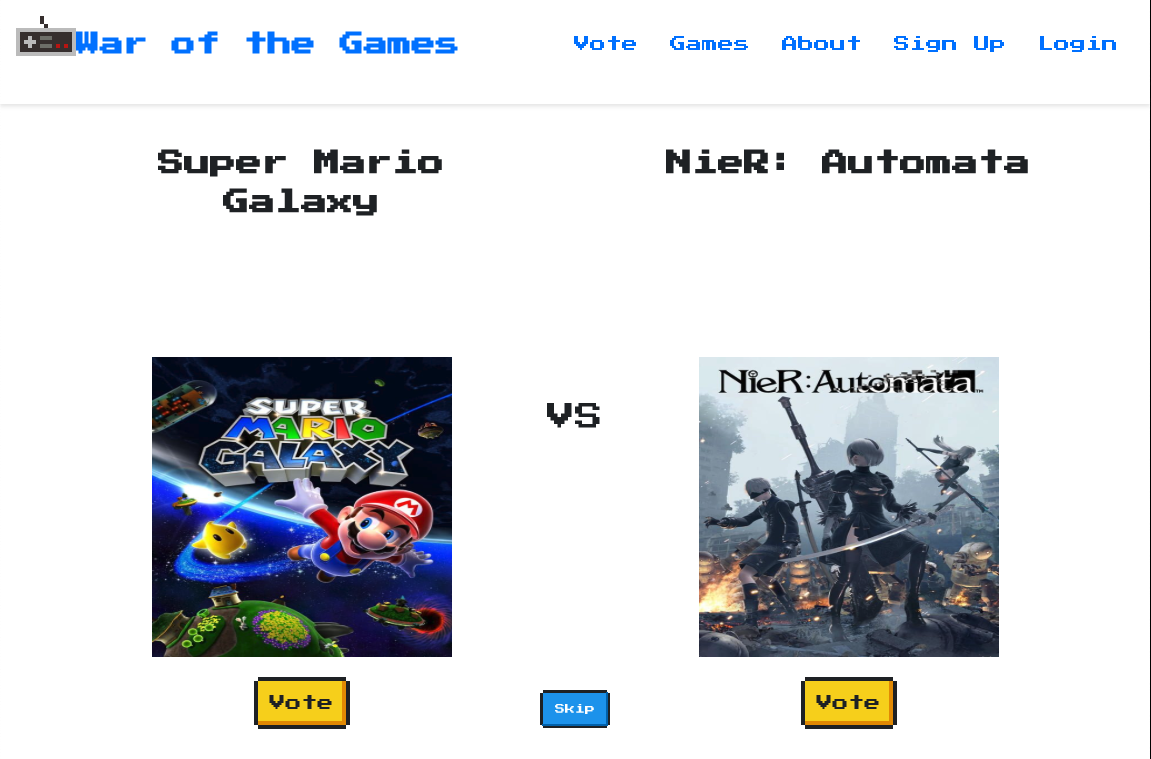 War of the Games
Vote Games About Sign Up Login
Super Mario
Galaxy
NieR: Automata
SUPER
MARIO
GALAXY
NieR:Automata™
VS
Vote
Skip
Vote